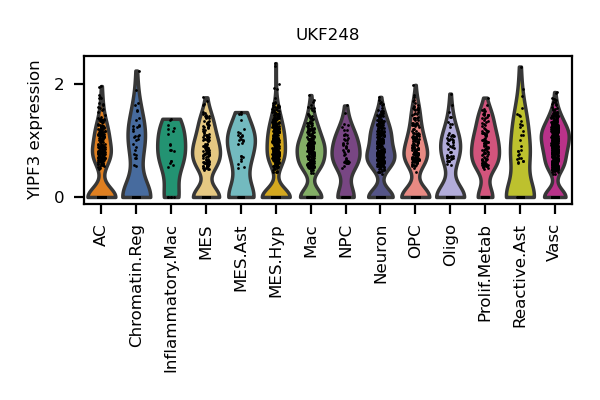 UKF248
YIPF3 expression
2
0
AC
Chromatin.Reg
Inflammatory.Mac
MES
MES.Ast
MES.Hyp
Mac
NPC
Neuron
OPC
Oligo
Prolif.Metab
Reactive.Ast
Vasc